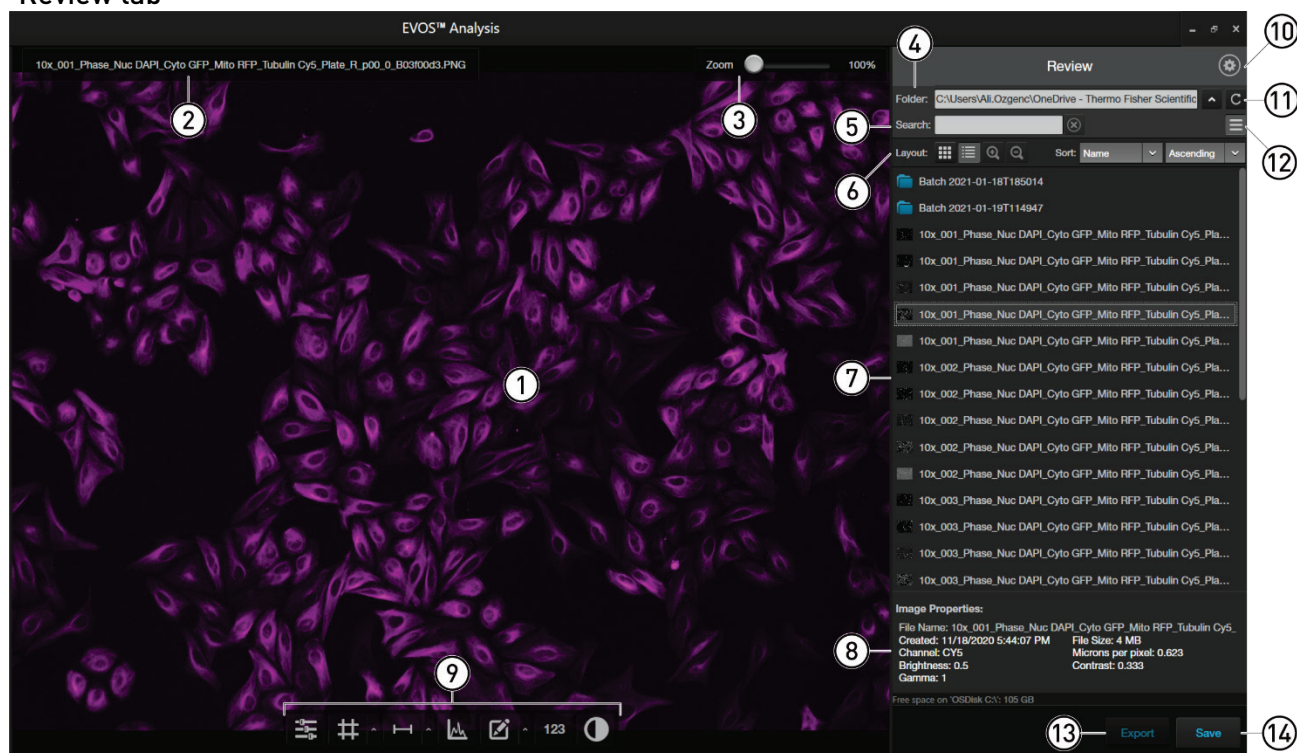 Review tab
EVOS™ Analysis
10x_001_Phase_Nuc DAPI_Cyto GFP_Mito RFP_Tubulin Cy5_Plate_R_p00_0_B03f00d3.PNG
Zoom 100%
Review
Folder: C:\Users\Ali.Ozgenc\OneDrive - Thermo Fisher Scientific
Search:
Layout: Sort: Name Ascending
Batch 2021-01-18T185014
Batch 2021-01-19T114947
10x_001_Phase_Nuc DAPI_Cyto GFP_Mito RFP_Tubulin Cy5_Pla...
10x_001_Phase_Nuc DAPI_Cyto GFP_Mito RFP_Tubulin Cy5_Pla...
10x_001_Phase_Nuc DAPI_Cyto GFP_Mito RFP_Tubulin Cy5_Pla...
10x_001_Phase_Nuc DAPI_Cyto GFP_Mito RFP_Tubulin Cy5_Pla...
10x_001_Phase_Nuc DAPI_Cyto GFP_Mito RFP_Tubulin Cy5_Pla...
10x_002_Phase_Nuc DAPI_Cyto GFP_Mito RFP_Tubulin Cy5_Pla...
10x_002_Phase_Nuc DAPI_Cyto GFP_Mito RFP_Tubulin Cy5_Pla...
10x_002_Phase_Nuc DAPI_Cyto GFP_Mito RFP_Tubulin Cy5_Pla...
10x_002_Phase_Nuc DAPI_Cyto GFP_Mito RFP_Tubulin Cy5_Pla...
10x_002_Phase_Nuc DAPI_Cyto GFP_Mito RFP_Tubulin Cy5_Pla...
10x_003_Phase_Nuc DAPI_Cyto GFP_Mito RFP_Tubulin Cy5_Pla...
10x_003_Phase_Nuc DAPI_Cyto GFP_Mito RFP_Tubulin Cy5_Pla...
10x_003_Phase_Nuc DAPI_Cyto GFP_Mito RFP_Tubulin Cy5_Pla...
10x_003_Phase_Nuc DAPI_Cyto GFP_Mito RFP_Tubulin Cy5_Pla...
Image Properties:
File Name: 10x_001_Phase_Nuc DAPI_Cyto GFP_Mito RFP_Tubulin Cy5_
Created: 11/18/2020 5:44:07 PM File Size: 4 MB
Channel: CY5 Microns per pixel: 0.623
Brightness: 0.5 Contrast: 0.333
Gamma: 1
Free space on 'OSDisk C:\': 105 GB
123
Export Save
1
2
3
4
5
6
7
8
9
10
11
12
13
14